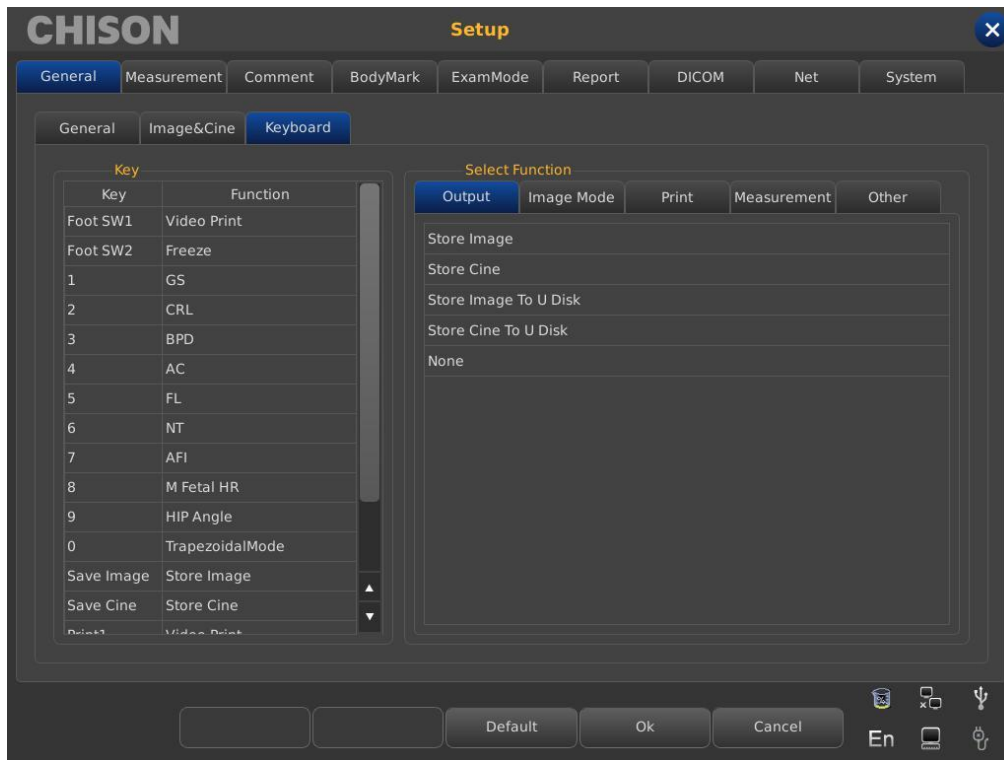 CHISON
Setup
General Measurement Comment BodyMark ExamMode Report DICOM Net System
General Image&Cine Keyboard
Key
Key Function
Foot SW1 Video Print
Foot SW2 Freeze
1 GS
2 CRL
3 BPD
4 AC
5 FL
6 NT
7 AFI
8 M Fetal HR
9 HIP Angle
0 TrapezoidalMode
Save Image Store Image
Save Cine Store Cine
Print1 Video Print
Select Function
Output Image Mode Print Measurement Other
Store Image
Store Cine
Store Image To U Disk
Store Cine To U Disk
None
Default Ok Cancel
En